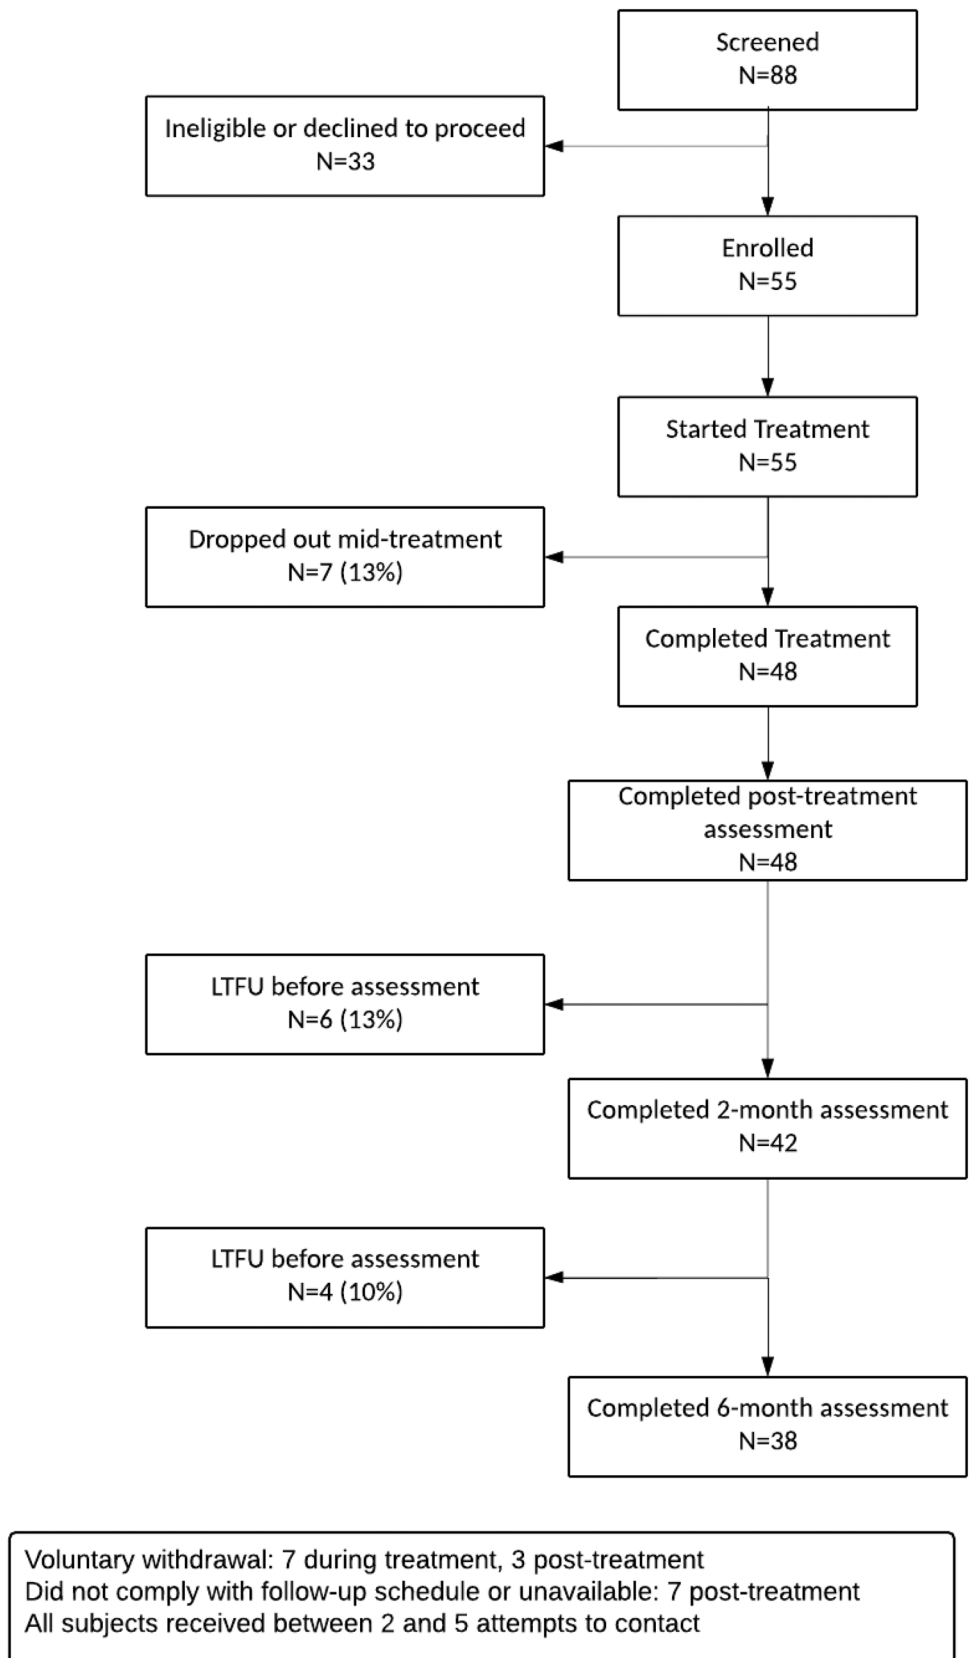 Screened
N=88
Ineligible or declined to proceed
N=33
Enrolled
N=55
Started Treatment
N=55
Dropped out mid-treatment
N=7 (13%)
Completed Treatment
N=48
Completed post-treatment
assessment
N=48
LTFU before assessment
N=6 (13%)
Completed 2-month assessment
N=42
LTFU before assessment
N=4 (10%)
Completed 6-month assessment
N=38
Voluntary withdrawal: 7 during treatment, 3 post-treatment
Did not comply with follow-up schedule or unavailable: 7 post-treatment
All subjects received between 2 and 5 attempts to contact